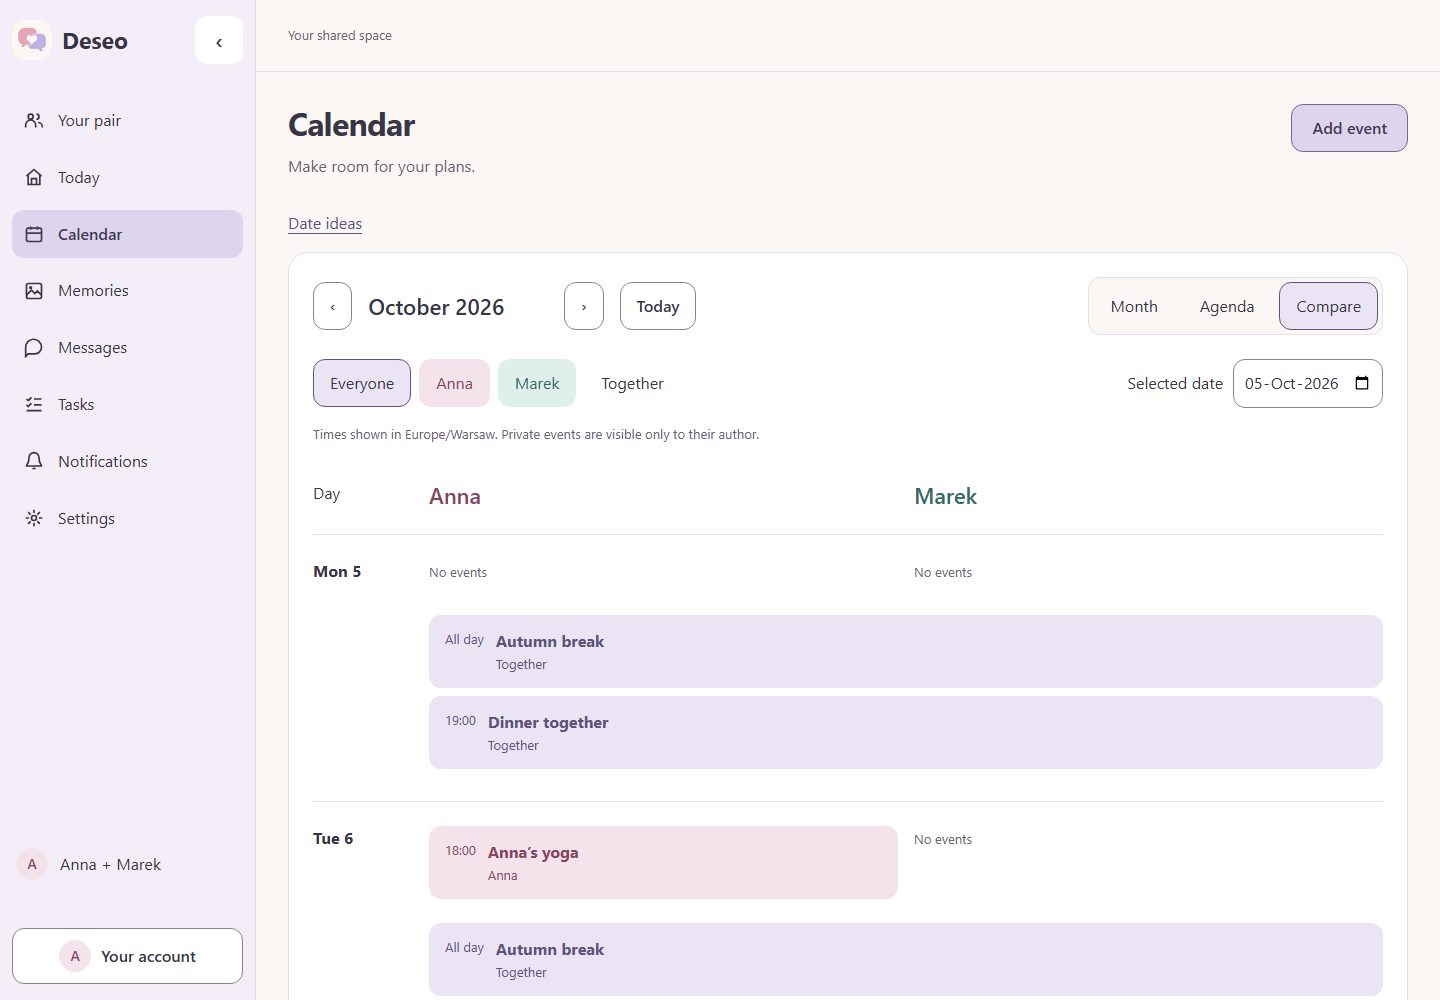 Deseo
‹
Your pair
Today
Calendar
Memories
Messages
Tasks
Notifications
Settings
A Anna + Marek
A Your account
Your shared space
Calendar
Make room for your plans.
Add event
Date ideas
‹ October 2026 › Today
Month Agenda Compare
Everyone Anna Marek Together
Selected date 05-Oct-2026
Times shown in Europe/Warsaw. Private events are visible only to their author.
Day Anna Marek
Mon 5 No events No events
All day Autumn break
Together
19:00 Dinner together
Together
Tue 6 18:00 Anna's yoga No events
Anna
All day Autumn break
Together